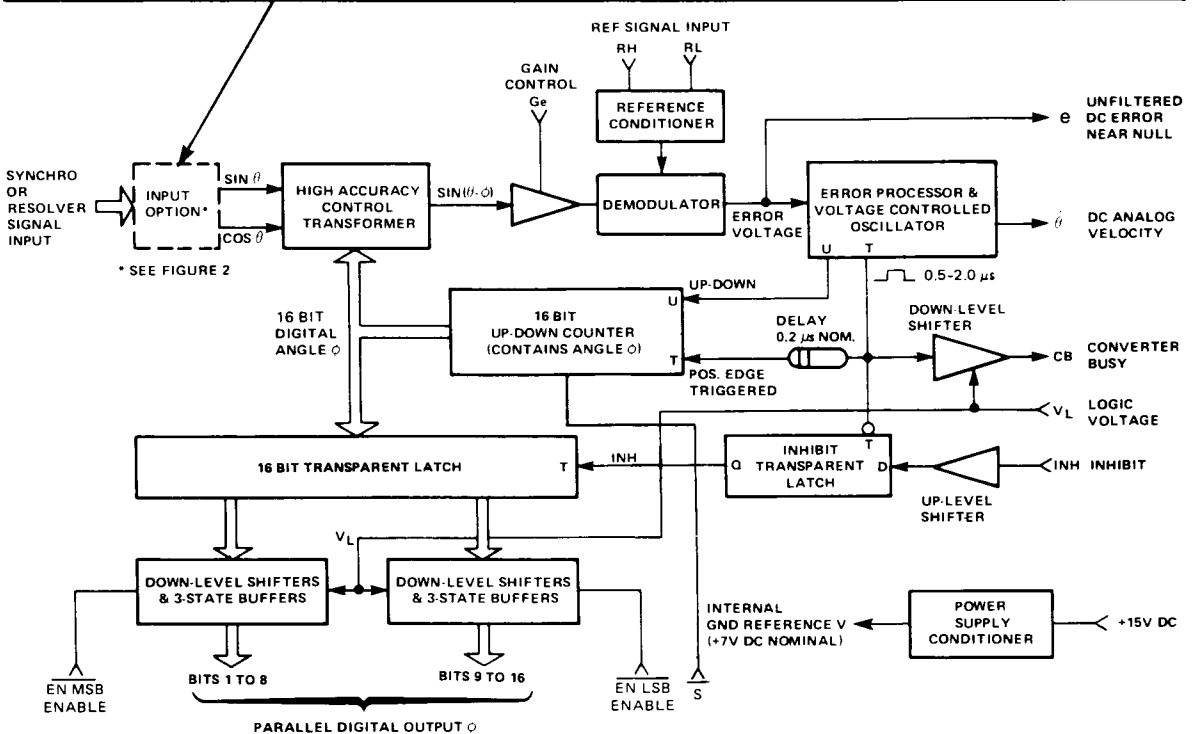 REF SIGNAL INPUT
RH
RL
GAIN
CONTROL
Ge
REFERENCE
CONDITIONER
e
UNFILTERED
DC ERROR
NEAR NULL
SYNCHRO
OR
RESOLVER
SIGNAL
INPUT
INPUT
OPTION*
SIN θ
COS θ
HIGH ACCURACY
CONTROL
TRANSFORMER
SIN(θ-ϕ)
DEMODULATOR
ERROR
VOLTAGE
ERROR PROCESSOR &
VOLTAGE CONTROLLED
OSCILLATOR
U
T
θ̇
DC ANALOG
VELOCITY
* SEE FIGURE 2
0.5-2.0 μs
UP-DOWN
16 BIT
DIGITAL
ANGLE ϕ
16 BIT
UP-DOWN COUNTER
(CONTAINS ANGLE ϕ)
U
T
DELAY
0.2 μs NOM.
POS. EDGE
TRIGGERED
DOWN-LEVEL
SHIFTER
CB
CONVERTER
BUSY
VL
LOGIC
VOLTAGE
16 BIT TRANSPARENT LATCH
T
INH
Q
INHIBIT
TRANSPARENT
LATCH
T
D
INH INHIBIT
UP-LEVEL
SHIFTER
VL
DOWN-LEVEL SHIFTERS
& 3-STATE BUFFERS
DOWN-LEVEL SHIFTERS
& 3-STATE BUFFERS
INTERNAL
GND REFERENCE V
(+7V DC NOMINAL)
POWER
SUPPLY
CONDITIONER
+15V DC
EN MSB
ENABLE
BITS 1 TO 8
BITS 9 TO 16
EN LSB
ENABLE
S
PARALLEL DIGITAL OUTPUT ϕ